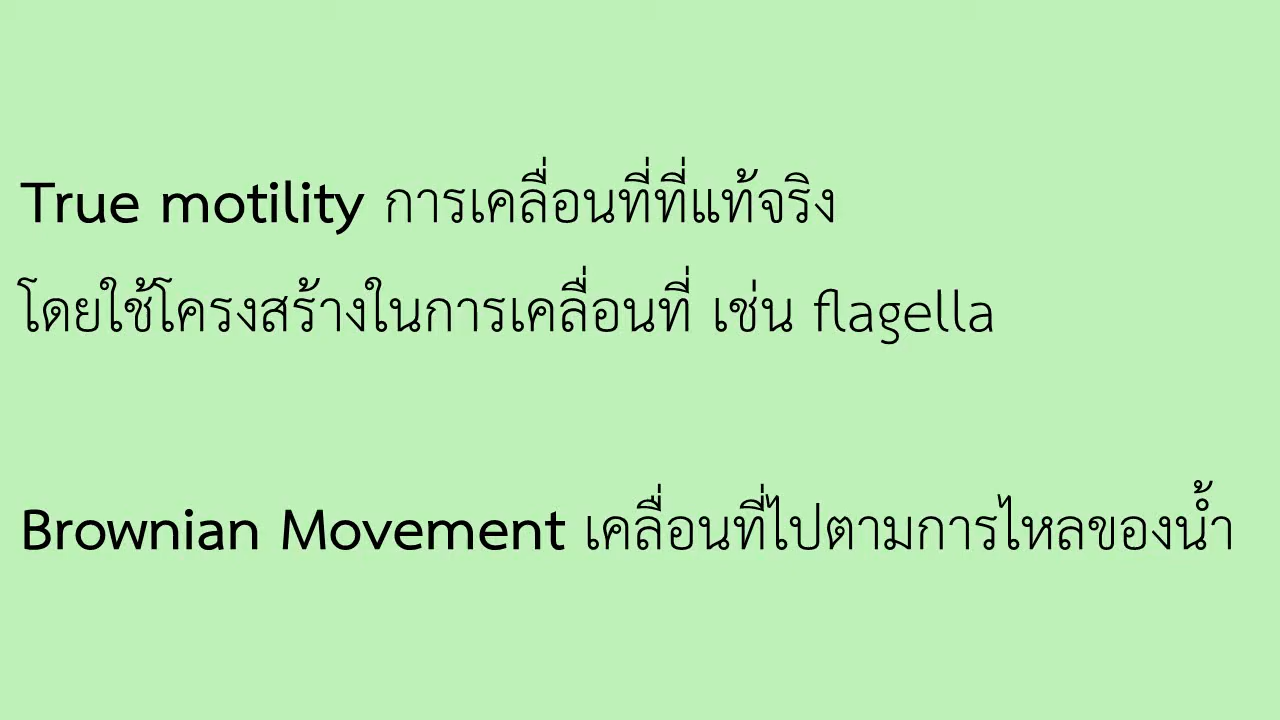 True motility การเคลื่อนที่ที่แท้จริง
โดยใช้โครงสร้างในการเคลื่อนที่ เช่น flagella
Brownian Movement เคลื่อนที่ไปตามการไหลของน้ำ